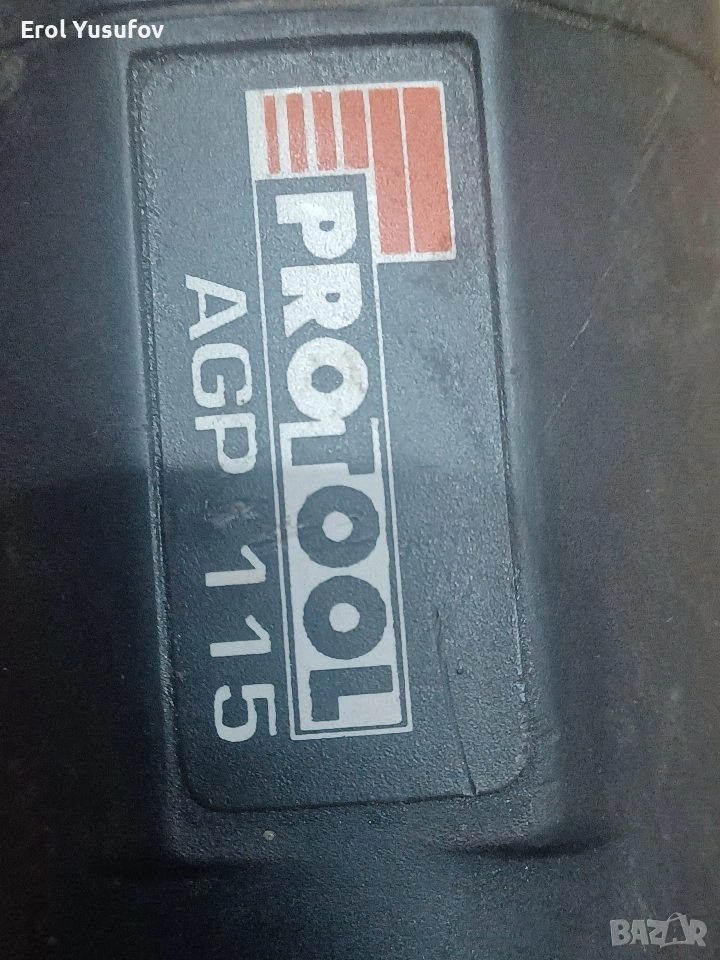 Erol Yusufov
PROTOOL
AGP 115
BAZAR